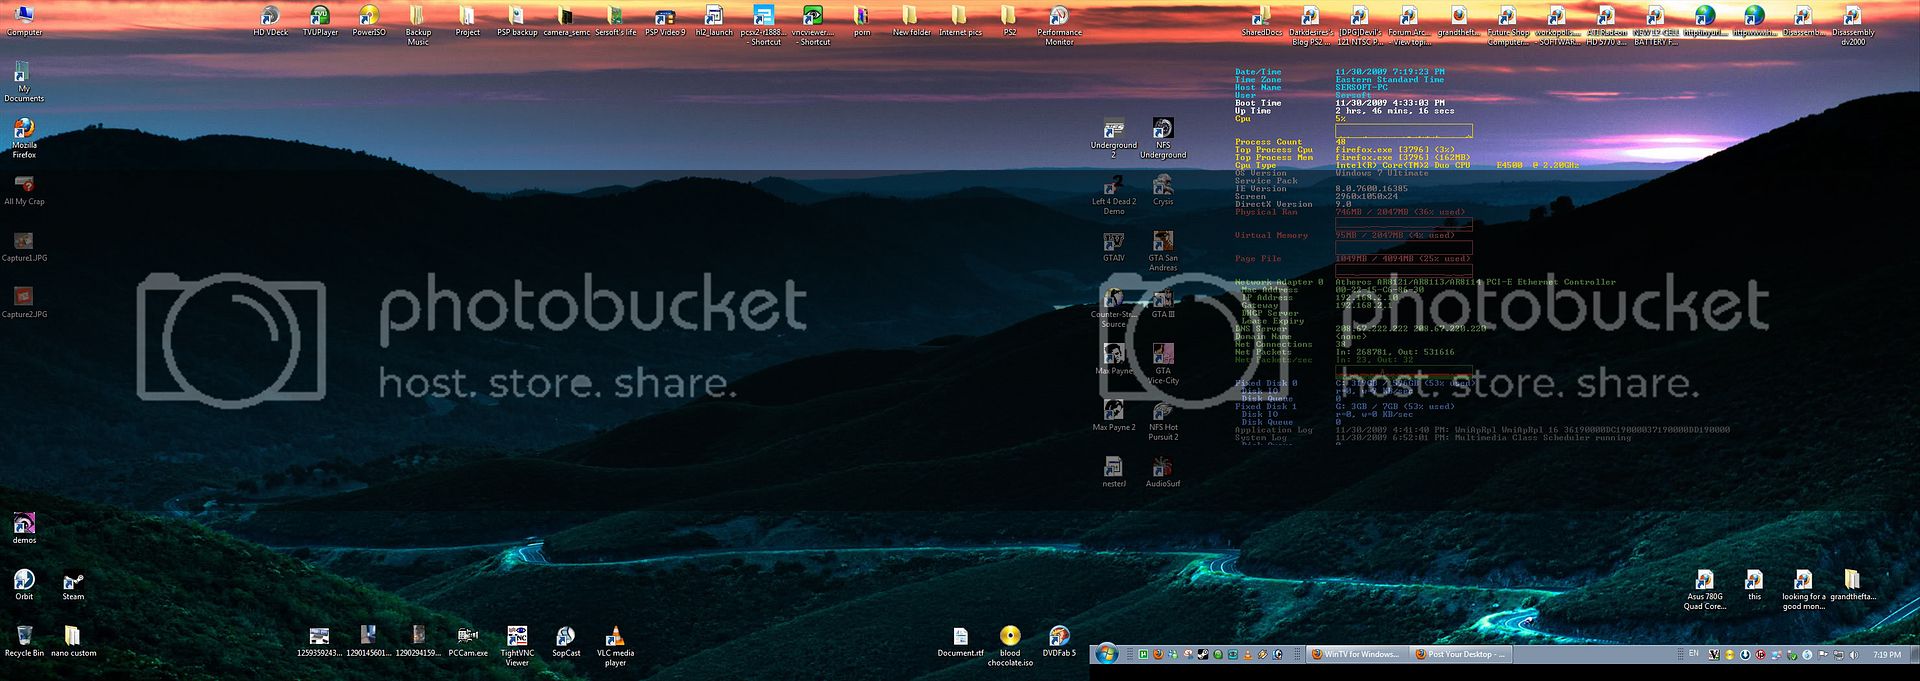 Computer
HD VDeck
TVUPlayer
PowerISO
Backup Music
Project
PSP backup
camera_semc
Sersoft's life
PSP Video 9
hl2_launch
pcsx2-r1888... - Shortcut
vncviewer.... - Shortcut
porn
New folder
Internet pics
PS2
Performance Monitor
SharedDocs
Darkdesires's Blog PS2 ...
[DPG]Devil's 121 NTSC P...
Forum.Arc... - View topi...
grandtheft...
Future Shop Computer...
workopolis.... - SOFTWAR...
ATI Radeon HD 5770 a...
NEW LP CELL BATTERY F...
Disassemb...
Disassembly dv2000
My Documents
Mozilla Firefox
All My Crap
Capture1.JPG
Capture2.JPG
Underground 2
NFS Underground
Left 4 Dead 2 Demo
Crysis
GTAIV
GTA San Andreas
Counter-Str... Source
GTA III
Max Payne
GTA Vice-City
Max Payne 2
NFS Hot Pursuit 2
nesterJ
AudioSurf
Date/Time 11/30/2009 7:19:23 PM
Time Zone Eastern Standard Time
Host Name SERSOFT-PC
User Sersoft
Boot Time 11/30/2009 4:33:03 PM
Up Time 2 hrs, 46 mins, 16 secs
Cpu 5%
Process Count 48
Top Process Cpu firefox.exe [3796] (3%)
Top Process Mem firefox.exe [3796] (162MB)
Cpu Type Intel(R) Core(TM)2 Duo CPU E4500 @ 2.20GHz
OS Version Windows 7 Ultimate
Service Pack
IE Version 8.0.7600.16385
Screen 2960x1050x24
DirectX Version 9.0
Physical Ram 746MB / 2047MB (36% used)
Virtual Memory 95MB / 2047MB (4% used)
Page File 1049MB / 4094MB (25% used)
Network Adapter 0 Atheros AR8121/AR8113/AR8114 PCI-E Ethernet Controller
Mac Address 00-22-15-C6-86-30
IP Address 192.168.2.10
Gateway 192.168.2.1
DHCP Server
Lease Expiry
DNS Server 208.67.222.222 208.67.220.220
Domain Name (none)
Net Connections 38
Net Packets In: 268781, Out: 531616
Net Packets/sec In: 23, Out: 32
Fixed Disk 0 C: 319GB / 596GB (53% used)
Disk IO r=0, w=0 KB/sec
Disk Queue 0
Fixed Disk 1 G: 3GB / 7GB (53% used)
Disk IO r=0, w=0 KB/sec
Disk Queue 0
Application Log 11/30/2009 4:41:40 PM: WmiApRpl WmiApRpl 16 36190000DC19000037190000DD190000
System Log 11/30/2009 6:52:01 PM: Multimedia Class Scheduler running
photobucket
host. store. share.
photobucket
host. store. share.
demos
Orbit
Steam
Asus 780G Quad Core...
this
looking for a good mon...
grandthefta...
Recycle Bin
nano custom
1259359243...
1290145601...
1290294159...
PCCam.exe
TightVNC Viewer
SopCast
VLC media player
Document.rtf
blood chocolate.iso
DVDFab 5
WinTV for Windows...
Post Your Desktop - ...
EN
7:19 PM